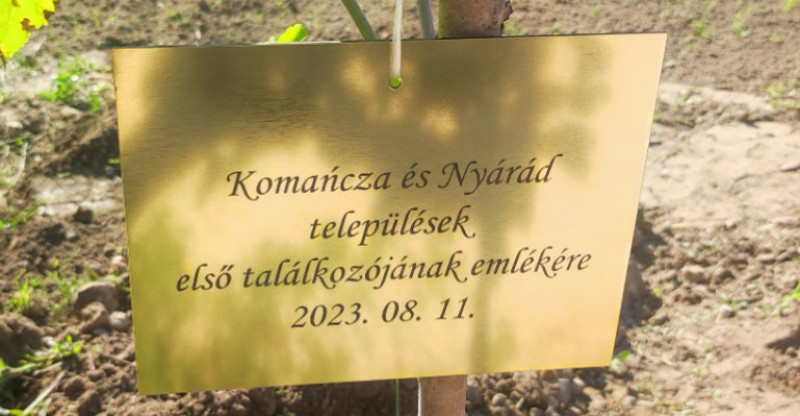 Komańcza és Nyárád
települések
első találkozójának emlékére
2023. 08. 11.